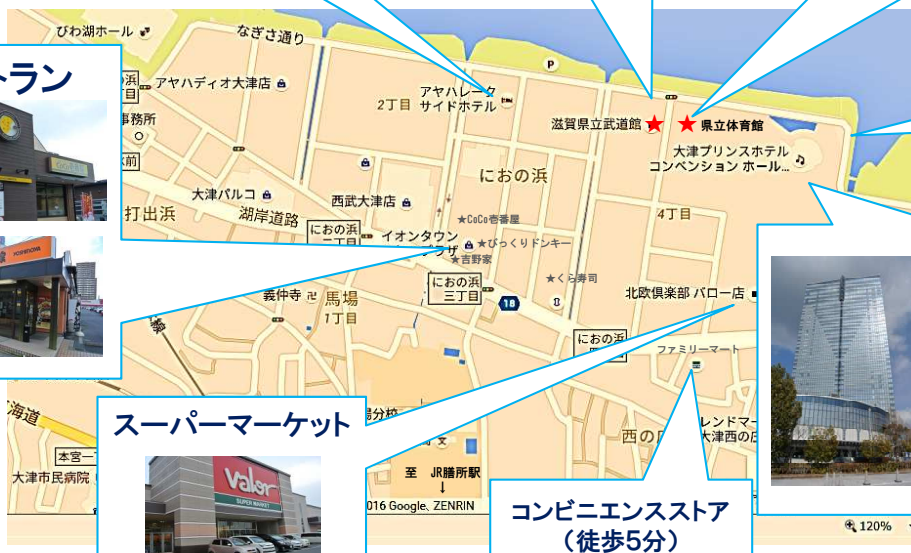 びわ湖ホール
なぎさ通り
P
アヤハディオ大津店
2丁目
アヤハレーク
サイドホテル
滋賀県立武道館
★
★
県立体育館
大津プリンスホテル
コンベンション ホール...
トラン
事務所
大津パルコ
西武大津店
におの浜
打出浜
湖岸道路
★CoCo壱番屋
4丁目
イオンタウン
★びっくりドンキー
プラザ
★吉野家
★くら寿司
におの浜
三丁目
18
北欧倶楽部 バロー店
義仲寺
馬場
1丁目
におの
ファミリーマート
スーパーマーケット
Valor
SUPER MARKET
本宮一
大津市民病院
至 JR膳所駅
↓
016 Google、ZENRIN
西の
大津西の
コンビニエンスストア
（徒歩5分）
120%